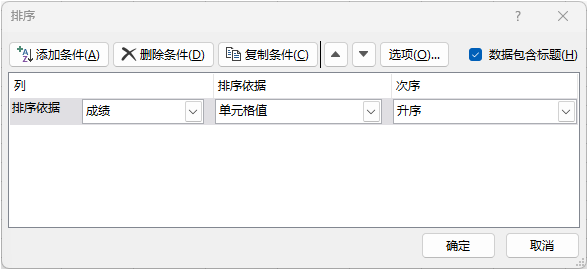 排序 ?
添加条件(A) 删除条件(D) 复制条件(C) 选项(O)... 数据包含标题(H)
列 排序依据 次序
排序依据 成绩 单元格值 升序
确定 取消